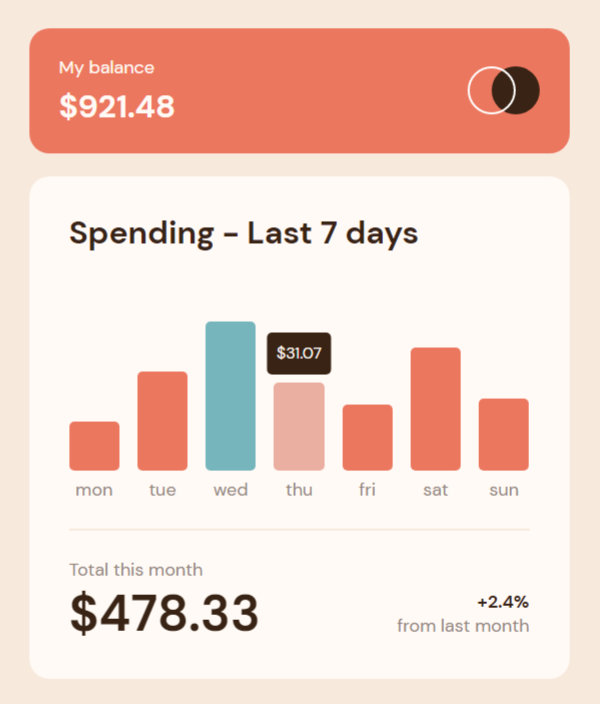 My balance
$921.48
Spending - Last 7 days
$31.07
mon tue wed thu fri sat sun
Total this month
$478.33
+2.4%
from last month